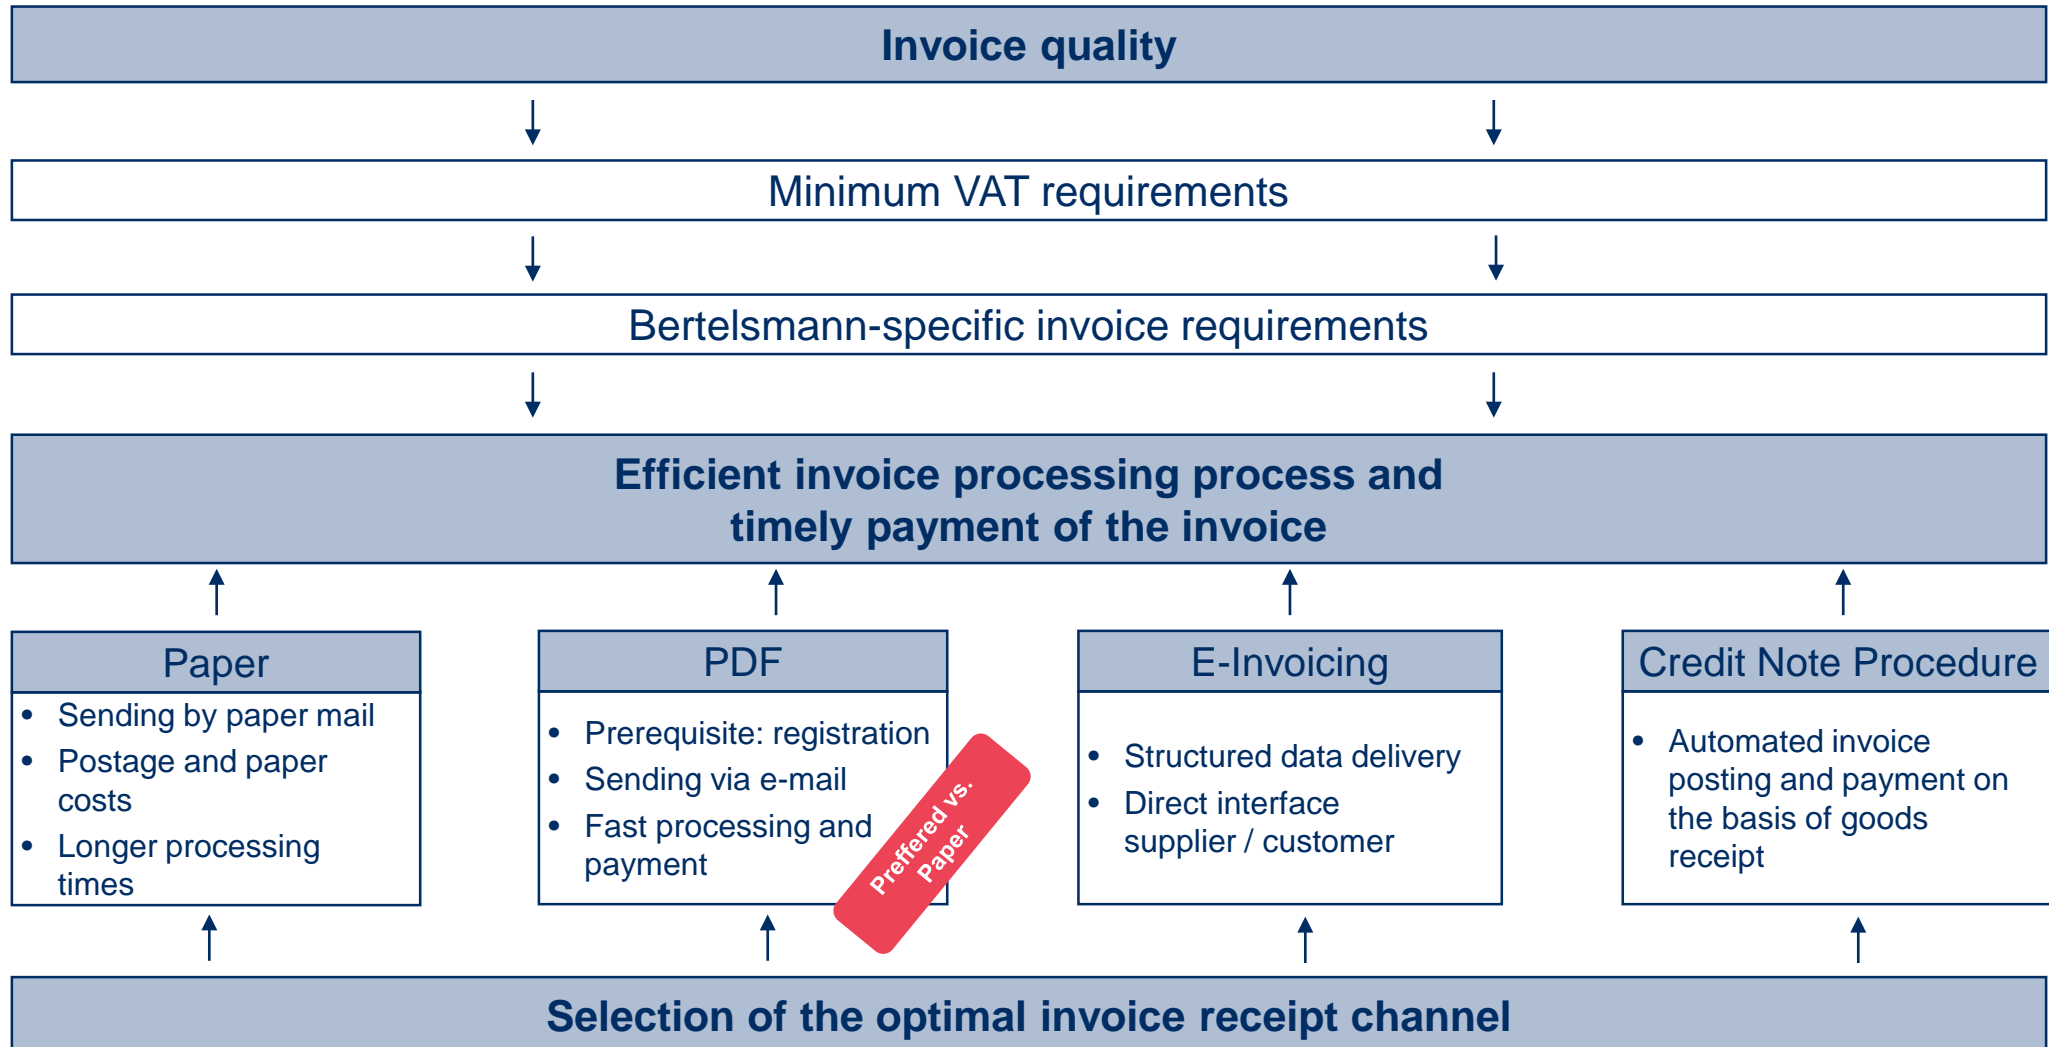 Invoice quality
Minimum VAT requirements
Bertelsmann-specific invoice requirements
Efficient invoice processing process and
timely payment of the invoice
Paper
• Sending by paper mail
• Postage and paper
costs
• Longer processing
times
PDF
• Prerequisite: registration
• Sending via e-mail
• Fast processing and
payment
Preffered vs.
Paper
E-Invoicing
• Structured data delivery
• Direct interface
supplier / customer
Credit Note Procedure
• Automated invoice
posting and payment on
the basis of goods
receipt
Selection of the optimal invoice receipt channel